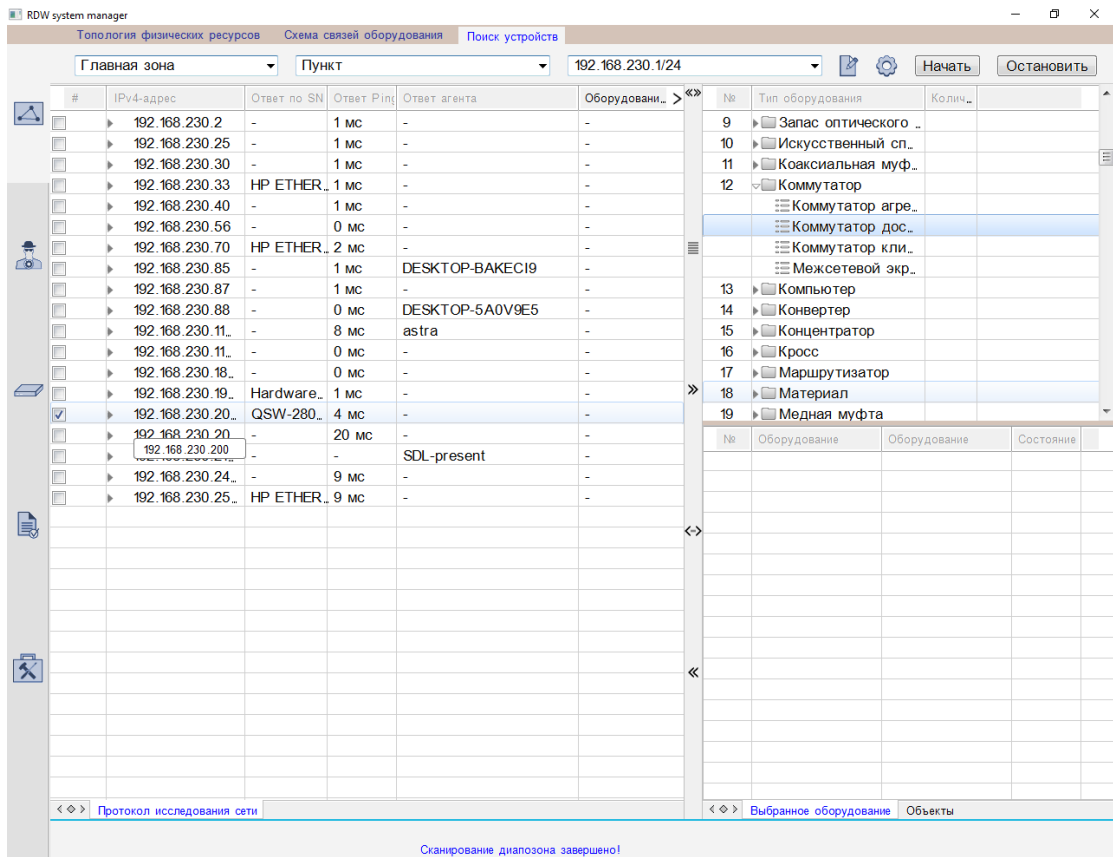 RDW system manager
Топология физических ресурсов Схема связей оборудования Поиск устройств
Главная зона Пункт 192.168.230.1/24 Начать Остановить
# IPv4-адрес Ответ по SN Ответ Ping Ответ агента Оборудовани...
192.168.230.2 - 1 мс - -
192.168.230.25 - 1 мс - -
192.168.230.30 - 1 мс - -
192.168.230.33 HP ETHER... 1 мс - -
192.168.230.40 - 1 мс - -
192.168.230.56 - 0 мс - -
192.168.230.70 HP ETHER... 2 мс - -
192.168.230.85 - 1 мс DESKTOP-BAKECI9 -
192.168.230.87 - 1 мс - -
192.168.230.88 - 0 мс DESKTOP-5A0V9E5 -
192.168.230.11... - 8 мс astra -
192.168.230.11... - 0 мс - -
192.168.230.18... - 0 мс - -
192.168.230.19... Hardware... 1 мс - -
192.168.230.20... QSW-280... 4 мс - -
192.168.230.20... - 20 мс - -
192.168.230.200
- - SDL-present -
192.168.230.24... - 9 мс - -
192.168.230.25... HP ETHER... 9 мс - -
Протокол исследования сети
№ Тип оборудования Колич...
9 Запас оптического ...
10 Искусственный сп...
11 Коаксиальная муф...
12 Коммутатор
Коммутатор агре...
Коммутатор дос...
Коммутатор кли...
Межсетевой экр...
13 Компьютер
14 Конвертер
15 Концентратор
16 Кросс
17 Маршрутизатор
18 Материал
19 Медная муфта
№ Оборудование Оборудование Состояние
Выбранное оборудование Объекты
Сканирование диапозона завершено!